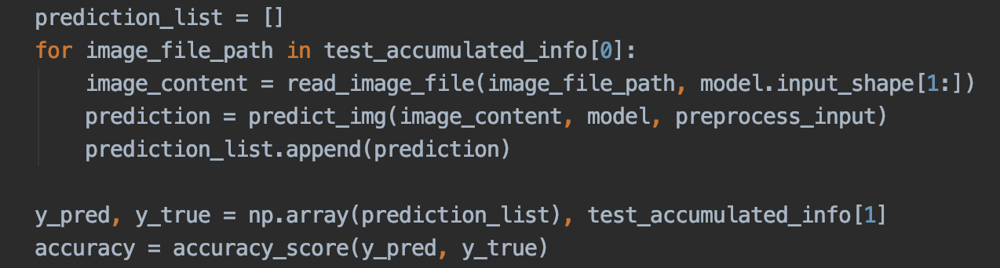 prediction_list = []
for image_file_path in test_accumulated_info[0]:
    image_content = read_image_file(image_file_path, model.input_shape[1:])
    prediction = predict_img(image_content, model, preprocess_input)
    prediction_list.append(prediction)

y_pred, y_true = np.array(prediction_list), test_accumulated_info[1]
accuracy = accuracy_score(y_pred, y_true)